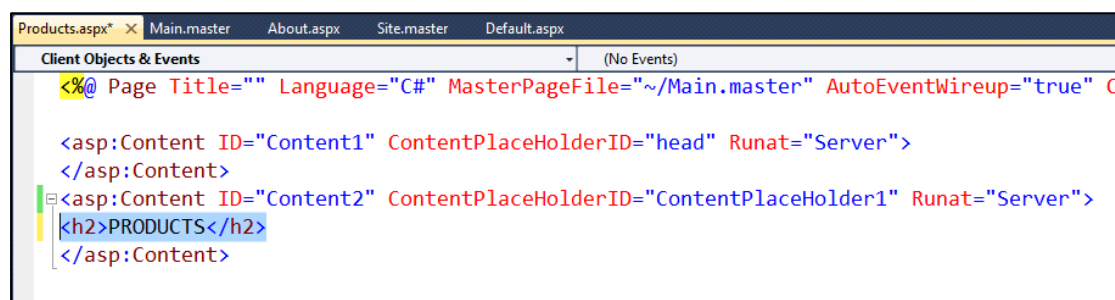 Products.aspx* × Main.master About.aspx Site.master Default.aspx
Client Objects & Events (No Events)
<%@ Page Title="" Language="C#" MasterPageFile="~/Main.master" AutoEventWireup="true" C
<asp:Content ID="Content1" ContentPlaceHolderID="head" Runat="Server">
</asp:Content>
<asp:Content ID="Content2" ContentPlaceHolderID="ContentPlaceHolder1" Runat="Server">
<h2>PRODUCTS</h2>
</asp:Content>